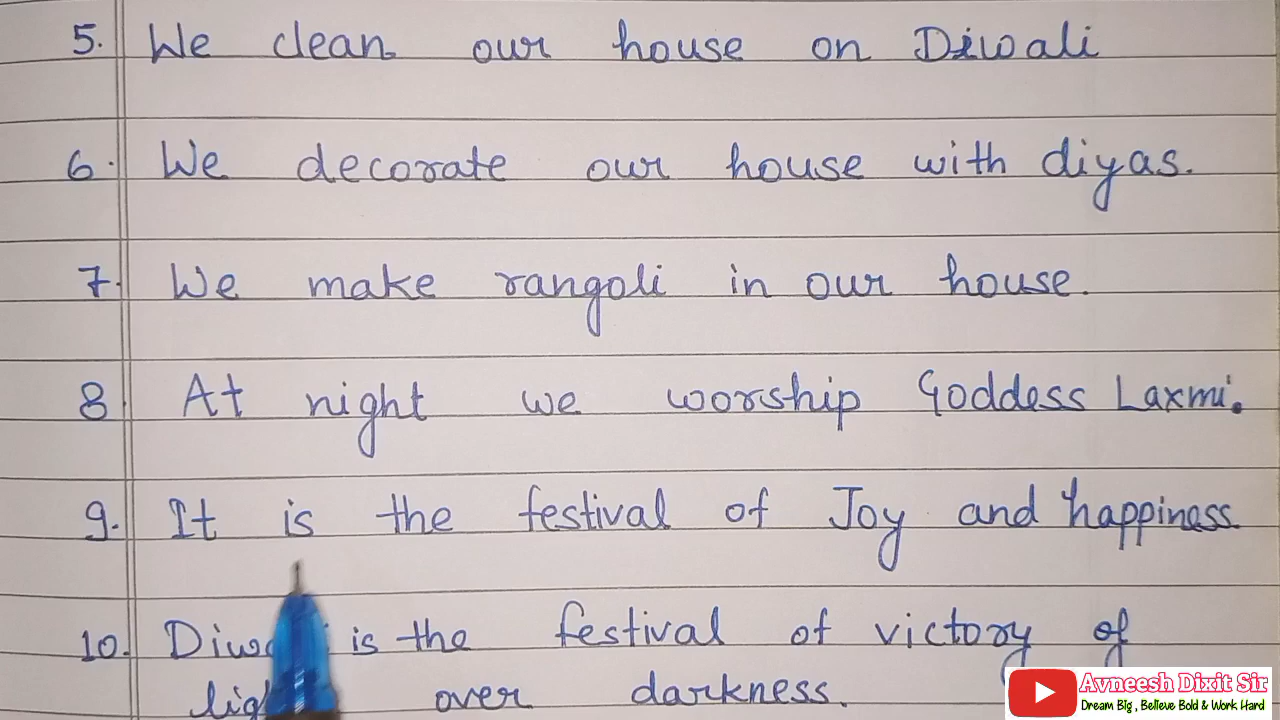 5. We clean our house on Diwali
6. We decorate our house with diyas.
7. We make rangoli in our house.
8 At night we worship Goddess Laxmi.
9. It is the festival of Joy and happiness.
10. is the festival of victory of
over darkness.
Avneesh Dixit Sir
Dream Big, Believe Bold & Work Hard